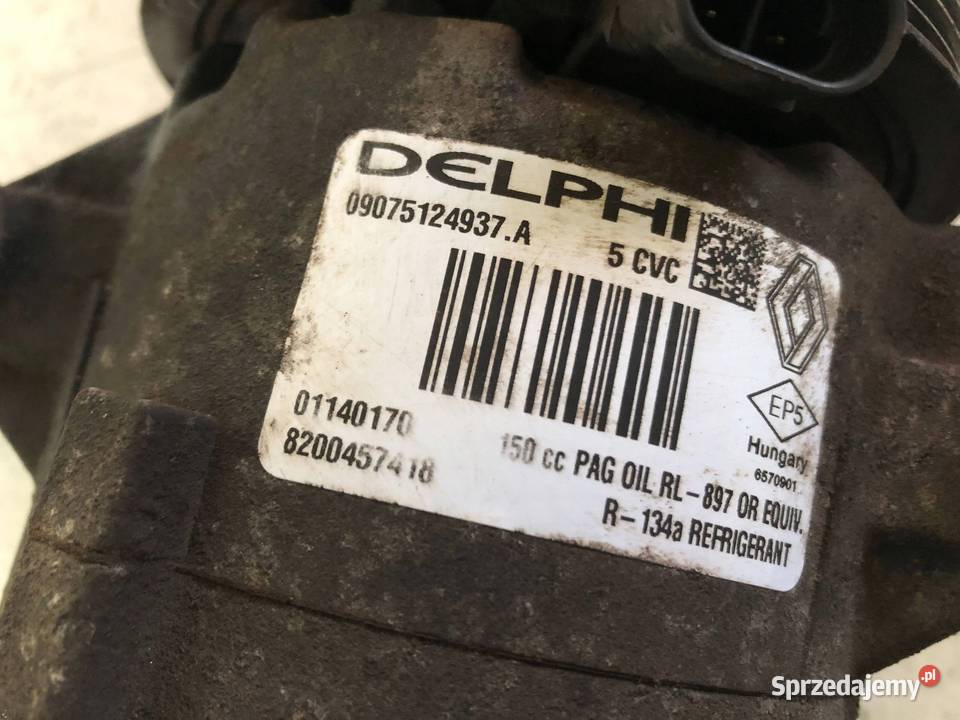 DELPHI
09075124937.A
5 CVC
EP5
Hungary
6570901
01140170
8200457418
150 cc PAG OIL RL-897 OR EQUIV.
R-134a REFRIGERANT
Sprzedajemy.pl